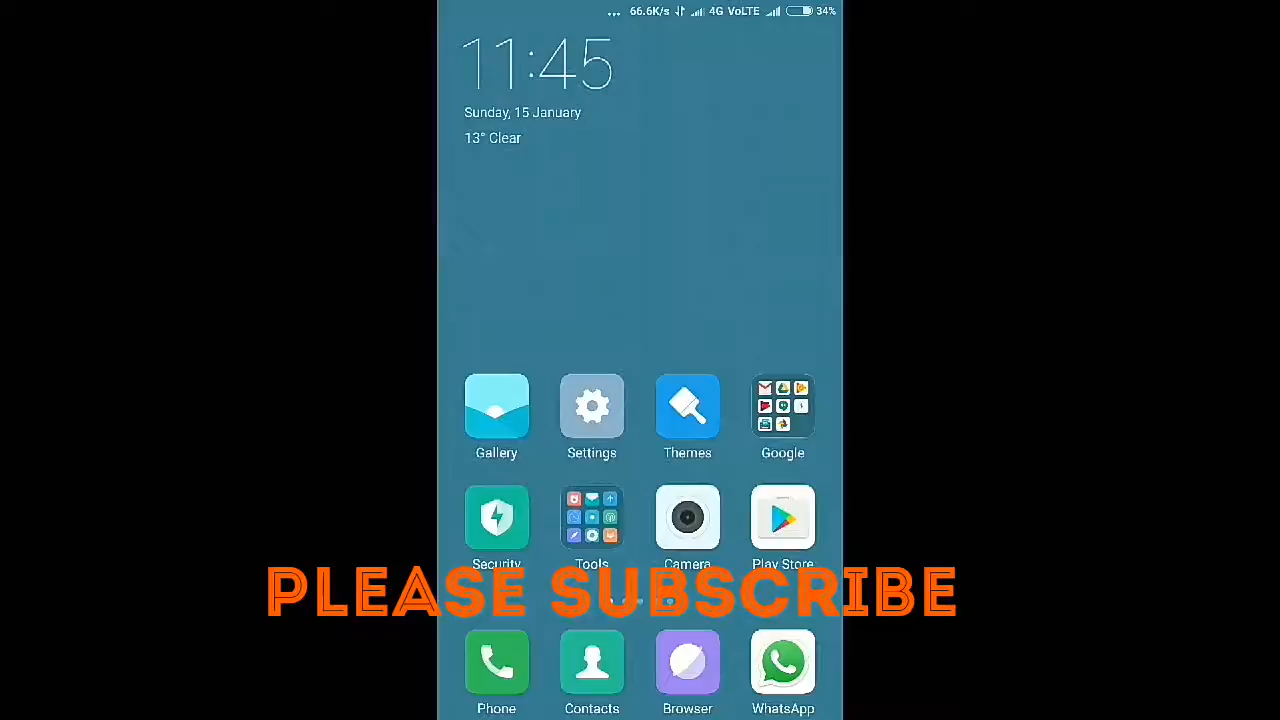 ... 66.6K/s 4G VoLTE 34%
11:45
Sunday, 15 January
13° Clear
Gallery Settings Themes Google
Security Tools Camera Play Store
PLEASE SUBSCRIBE
Phone Contacts Browser WhatsApp